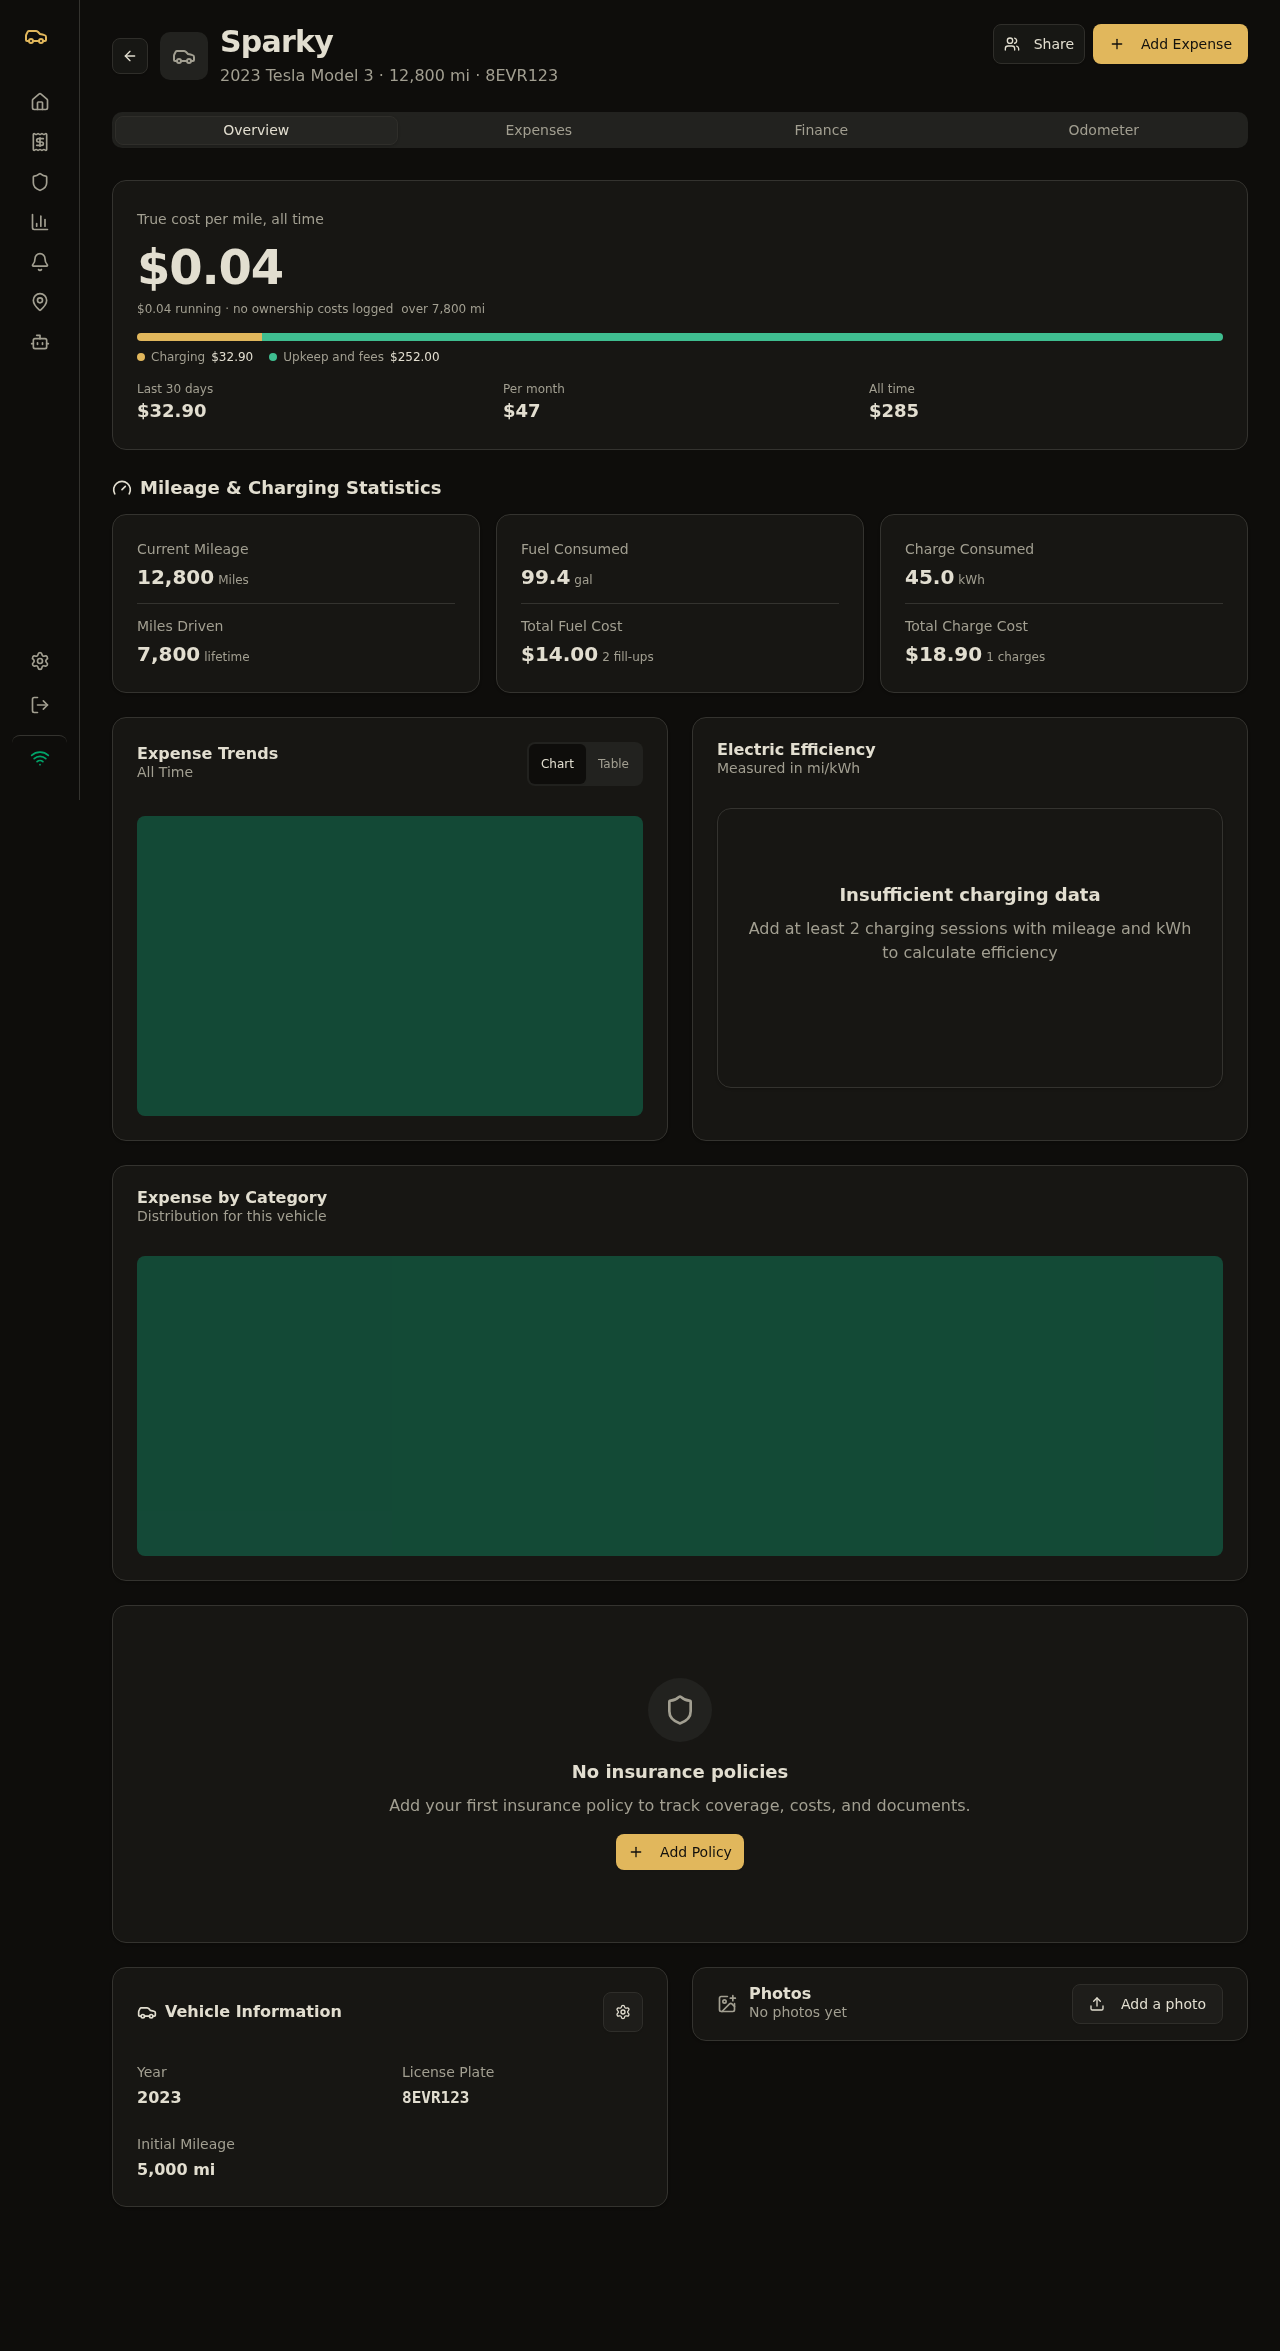 Sparky
2023 Tesla Model 3 · 12,800 mi · 8EVR123
Share
Add Expense
Overview
Expenses
Finance
Odometer
True cost per mile, all time
$0.04
$0.04 running · no ownership costs logged over 7,800 mi
Charging $32.90
Upkeep and fees $252.00
Last 30 days
$32.90
Per month
$47
All time
$285
Mileage & Charging Statistics
Current Mileage
12,800 Miles
Miles Driven
7,800 lifetime
Fuel Consumed
99.4 gal
Total Fuel Cost
$14.00 2 fill-ups
Charge Consumed
45.0 kWh
Total Charge Cost
$18.90 1 charges
Expense Trends
All Time
Chart
Table
Electric Efficiency
Measured in mi/kWh
Insufficient charging data
Add at least 2 charging sessions with mileage and kWh
to calculate efficiency
Expense by Category
Distribution for this vehicle
No insurance policies
Add your first insurance policy to track coverage, costs, and documents.
Add Policy
Vehicle Information
Year
2023
License Plate
8EVR123
Initial Mileage
5,000 mi
Photos
No photos yet
Add a photo